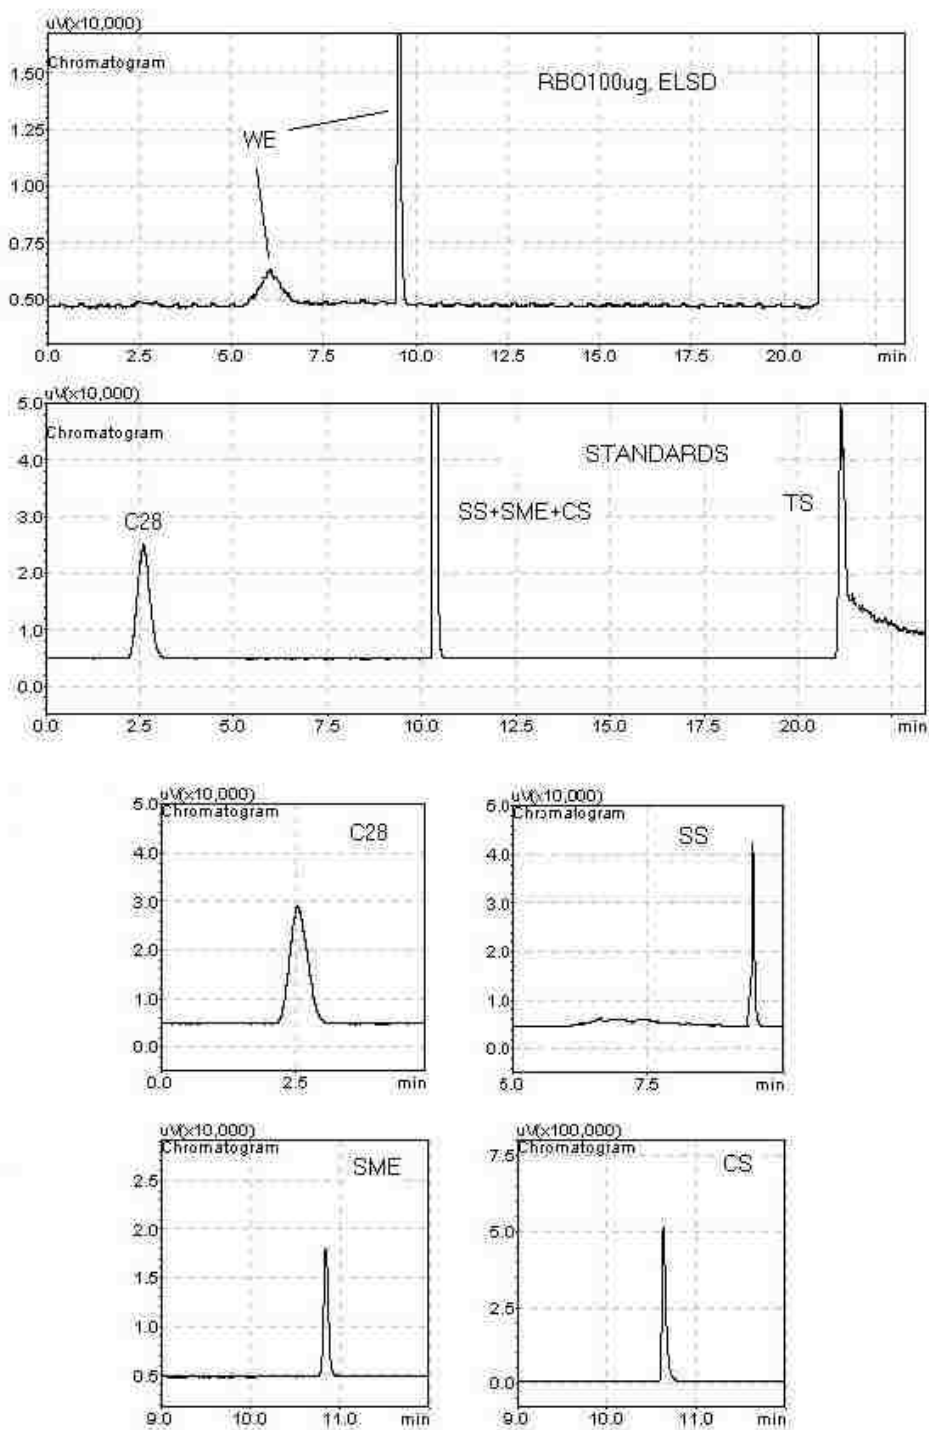 uV(x10,000)
Chromatogram
RBO100ug, ELSD
WE
1.50
1.25
1.00
0.75
0.50
0.0 2.5 5.0 7.5 10.0 12.5 15.0 17.5 20.0 min
uV(x10,000)
Chromatogram
STANDARDS
C28
SS+SME+CS
TS
5.0
4.0
3.0
2.0
1.0
0.0
0.0 2.5 5.0 7.5 10.0 12.5 15.0 17.5 20.0 min
uV(x10,000)
Chromatogram
C28
5.0
4.0
3.0
2.0
1.0
0.0
0.0 2.5 min
uV(x10,000)
Chromatogram
SS
5.0
4.0
3.0
2.0
1.0
0.0
5.0 7.5 min
uV(x10,000)
Chromatogram
SME
2.5
2.0
1.5
1.0
0.5
9.0 10.0 11.0 min
uV(x100,000)
Chromatogram
CS
7.5
5.0
2.5
0.0
9.0 10.0 11.0 min